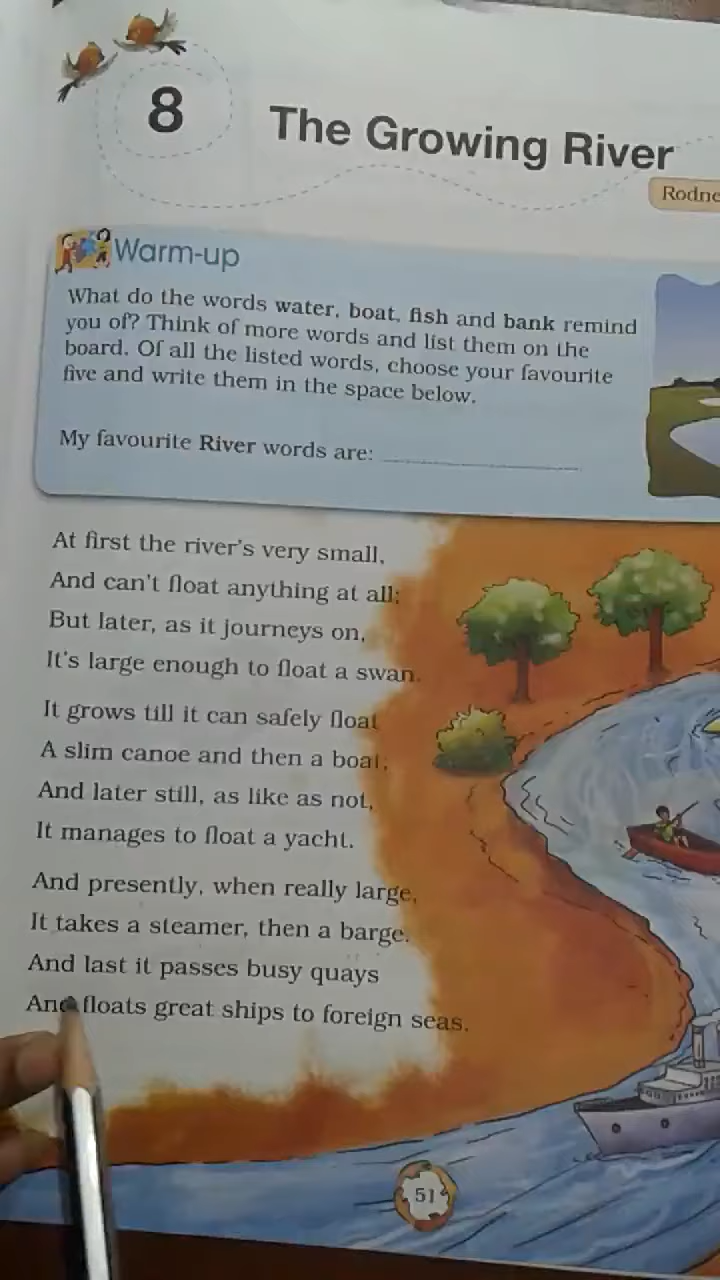 8
The Growing River
Rodne
Warm-up
What do the words water, boat, fish and bank remind
you of? Think of more words and list them on the
board. Of all the listed words, choose your favourite
five and write them in the space below.
My favourite River words are:
At first the river's very small,
And can't float anything at all;
But later, as it journeys on,
It's large enough to float a swan.
It grows till it can safely float
A slim canoe and then a boat;
And later still, as like as not,
It manages to float a yacht.
And presently, when really large,
It takes a steamer, then a barge.
And last it passes busy quays
And floats great ships to foreign seas.
51